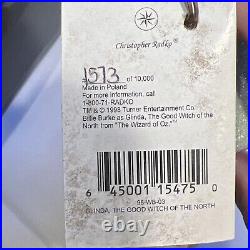 Christopher Radko
1573 of 10,000
Made in Poland
For more information, call
1-800-71-RADKO
TM & © 1998 Turner Entertainment Co.
Billie Burke as Glinda, The Good Witch of the
North from "The Wizard of Oz."™
6 45001 15475 0
98-WB-03
GLINDA, THE GOOD WITCH OF THE NORTH